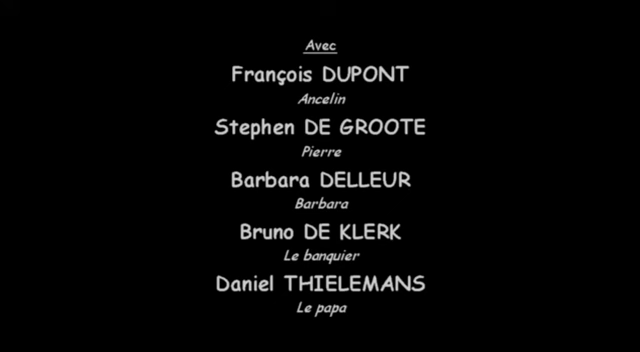 Avec
François DUPONT
Ancelin
Stephen DE GROOTE
Pierre
Barbara DELLEUR
Barbara
Bruno DE KLERK
Le banquier
Daniel THIELEMANS
Le papa